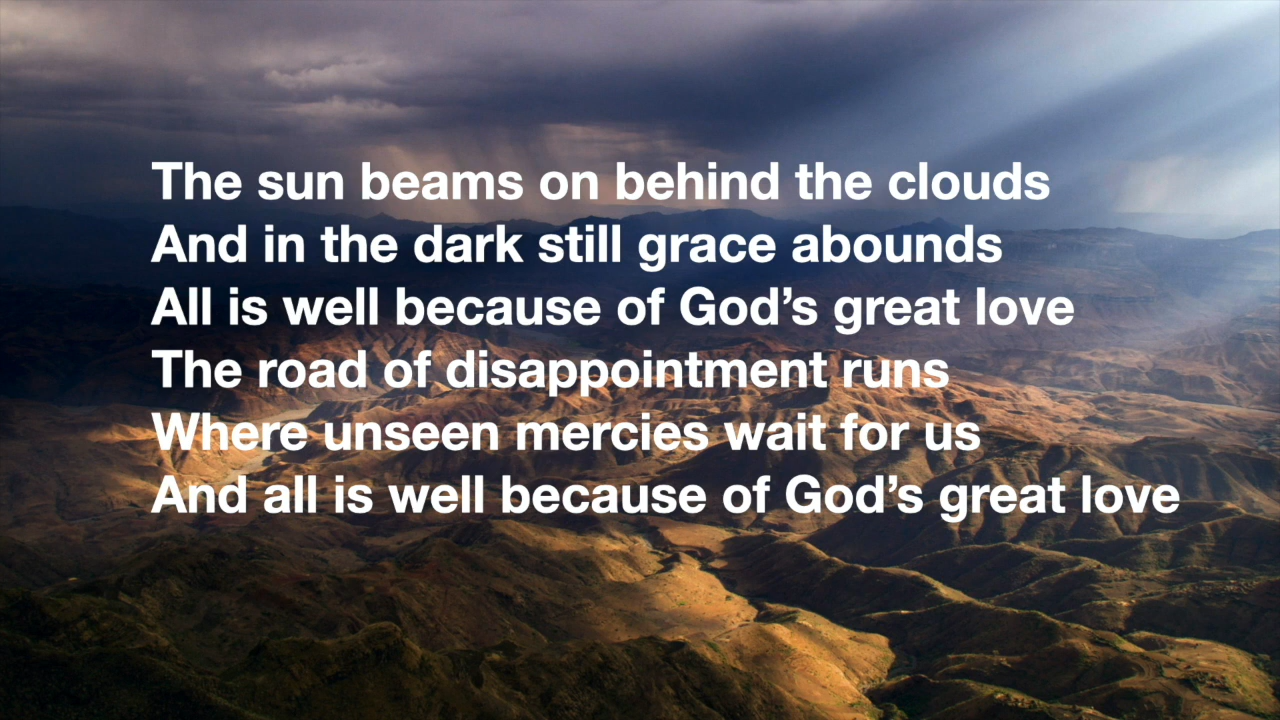 The sun beams on behind the clouds
And in the dark still grace abounds
All is well because of God’s great love
The road of disappointment runs
Where unseen mercies wait for us
And all is well because of God’s great love